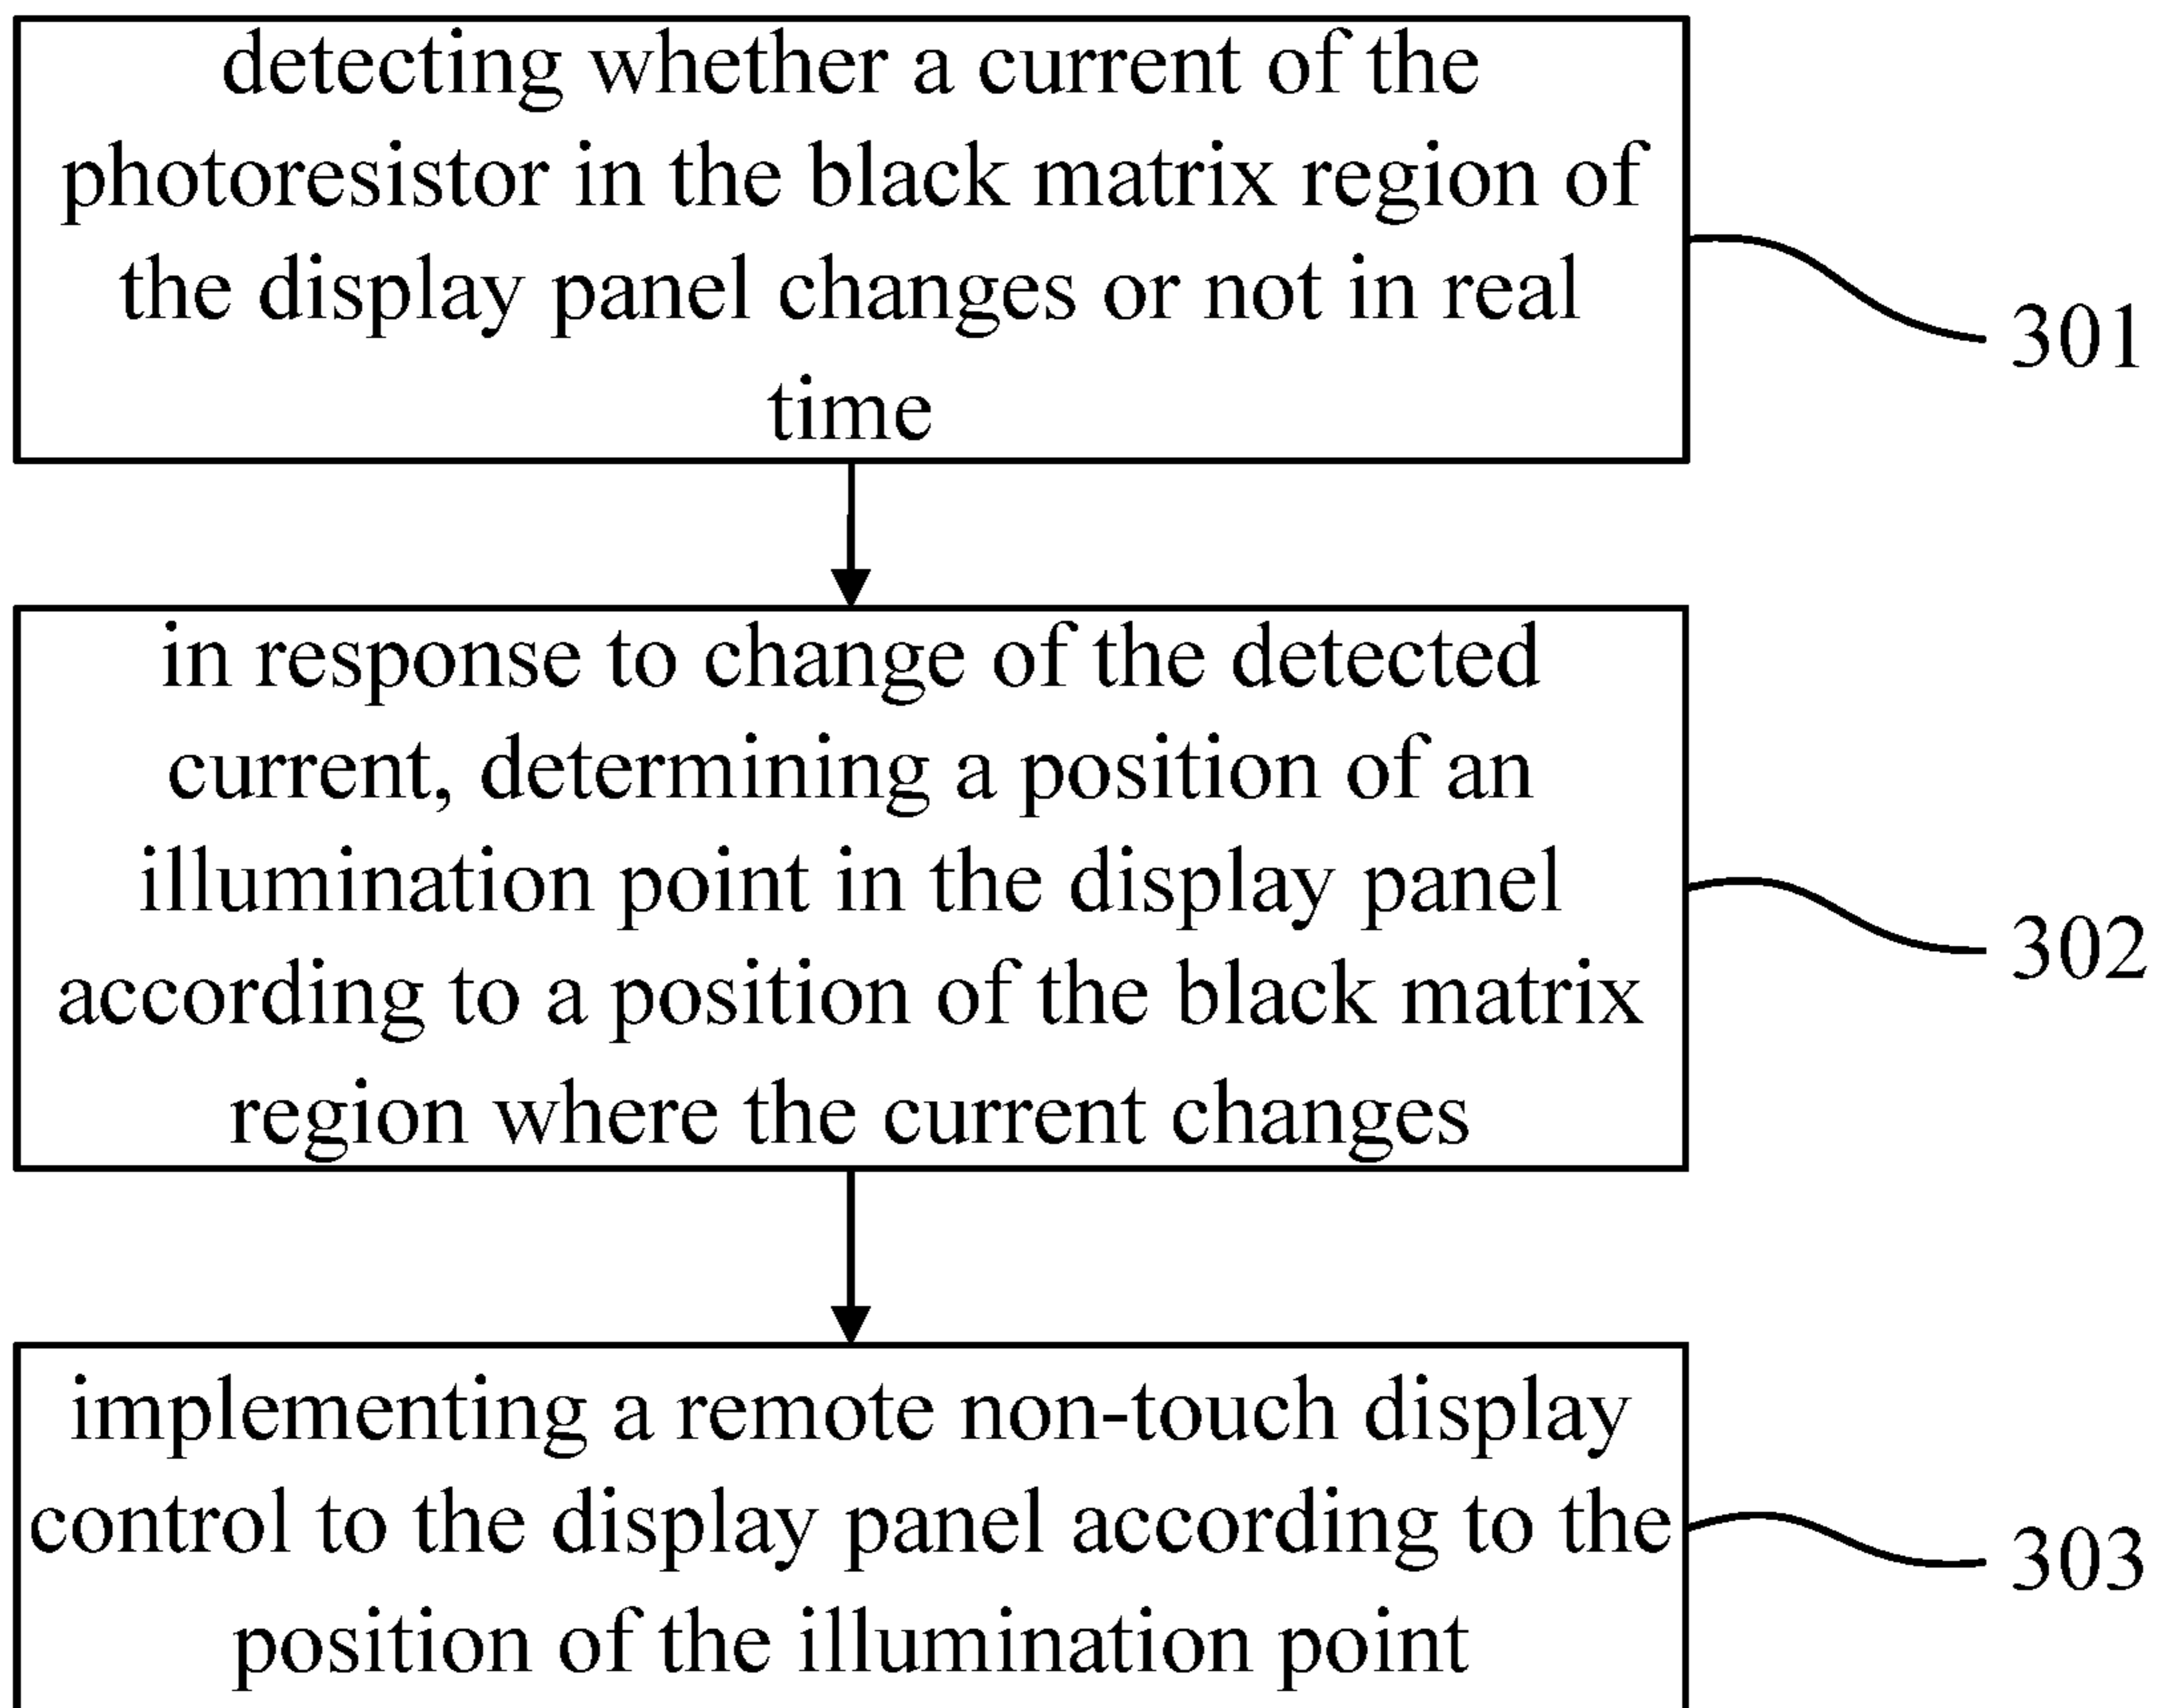 detecting whether a current of the
photoresistor in the black matrix region of
the display panel changes or not in real
time
301
in response to change of the detected
current, determining a position of an
illumination point in the display panel
according to a position of the black matrix
region where the current changes
302
implementing a remote non-touch display
control to the display panel according to the
position of the illumination point
303